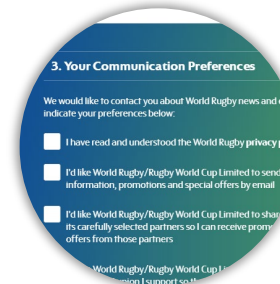 3. Your Communication Preferences
We would like to contact you about World Rugby news and
indicate your preferences below:
I have read and understood the World Rugby privacy
I'd like World Rugby/Rugby World Cup Limited to send
information, promotions and special offers by email
I'd like World Rugby/Rugby World Cup Limited to
its carefully selected partners so I can receive
offers from those partners
World Rugby/Rugby World Cup
I support so